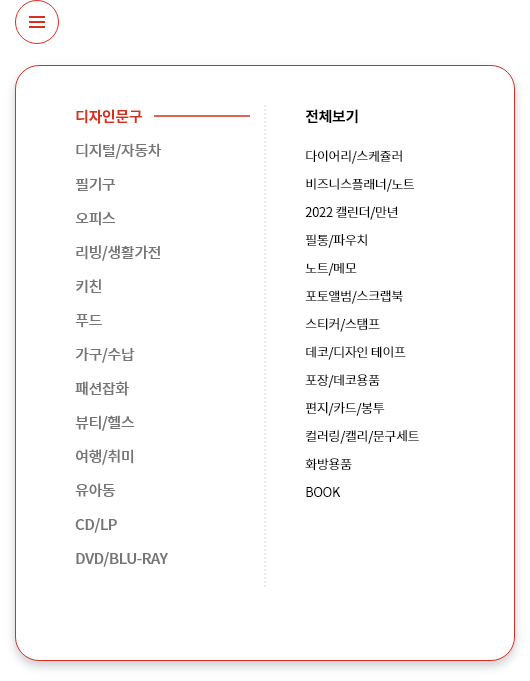 디자인문구
디지털/자동차
필기구
오피스
리빙/생활가전
키친
푸드
가구/수납
패션잡화
뷰티/헬스
여행/취미
유아동
CD/LP
DVD/BLU-RAY
전체보기
다이어리/스케쥴러
비즈니스플래너/노트
2022 캘린더/만년
필통/파우치
노트/메모
포토앨범/스크랩북
스티커/스탬프
데코/디자인 테이프
포장/데코용품
편지/카드/봉투
컬러링/캘리/문구세트
화방용품
BOOK